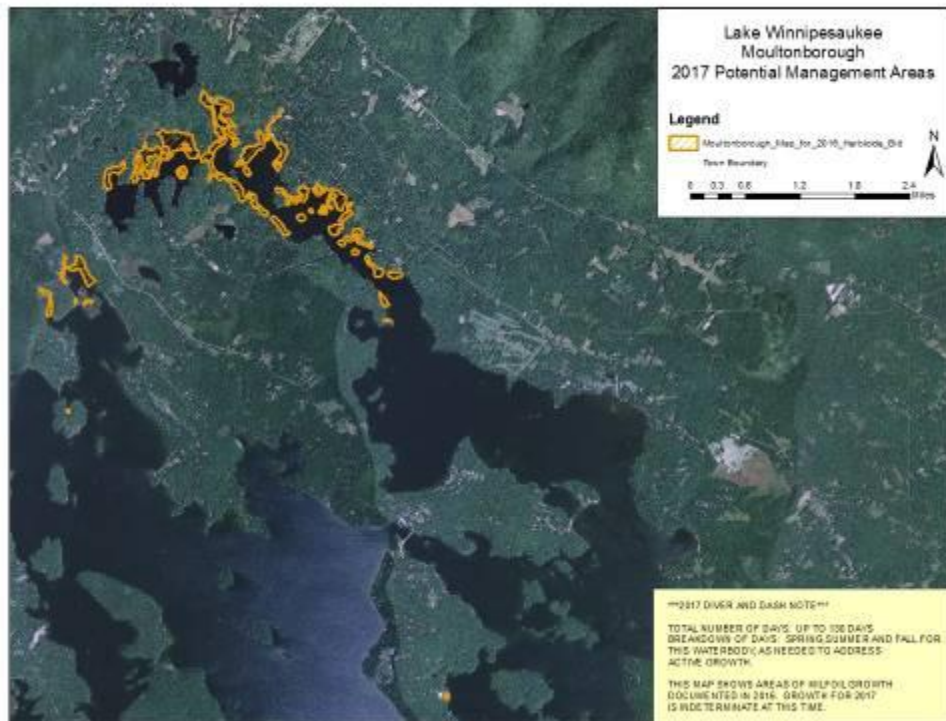 Lake Winnipesaukee
Moultonborough
2017 Potential Management Areas
Legend
Moultonborough_Map_for_2016_Herbicide_Bid
Town Boundary
N
0 0.3 0.6 1.2 1.8 2.4
Miles
***2017 DIVER AND DASH NOTE***
TOTAL NUMBER OF DAYS: UP TO 130 DAYS
BREAKDOWN OF DAYS: SPRING, SUMMER AND FALL FOR
THIS WATERBODY, AS NEEDED TO ADDRESS
ACTIVE GROWTH.
THIS MAP SHOWS AREAS OF MILFOIL GROWTH
DOCUMENTED IN 2016. GROWTH FOR 2017
IS INDETERMINATE AT THIS TIME.